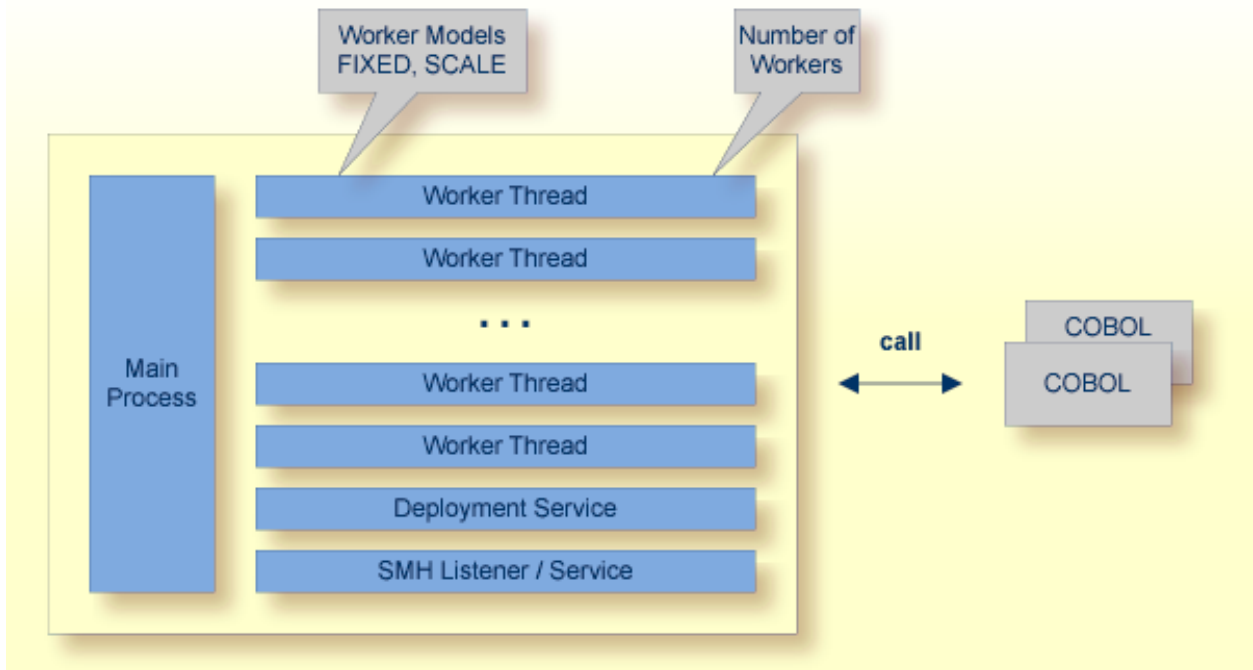 Worker Models
FIXED, SCALE
Number of
Workers
Main
Process
Worker Thread
Worker Thread
...
Worker Thread
Worker Thread
Deployment Service
SMH Listener / Service
call
COBOL
COBOL